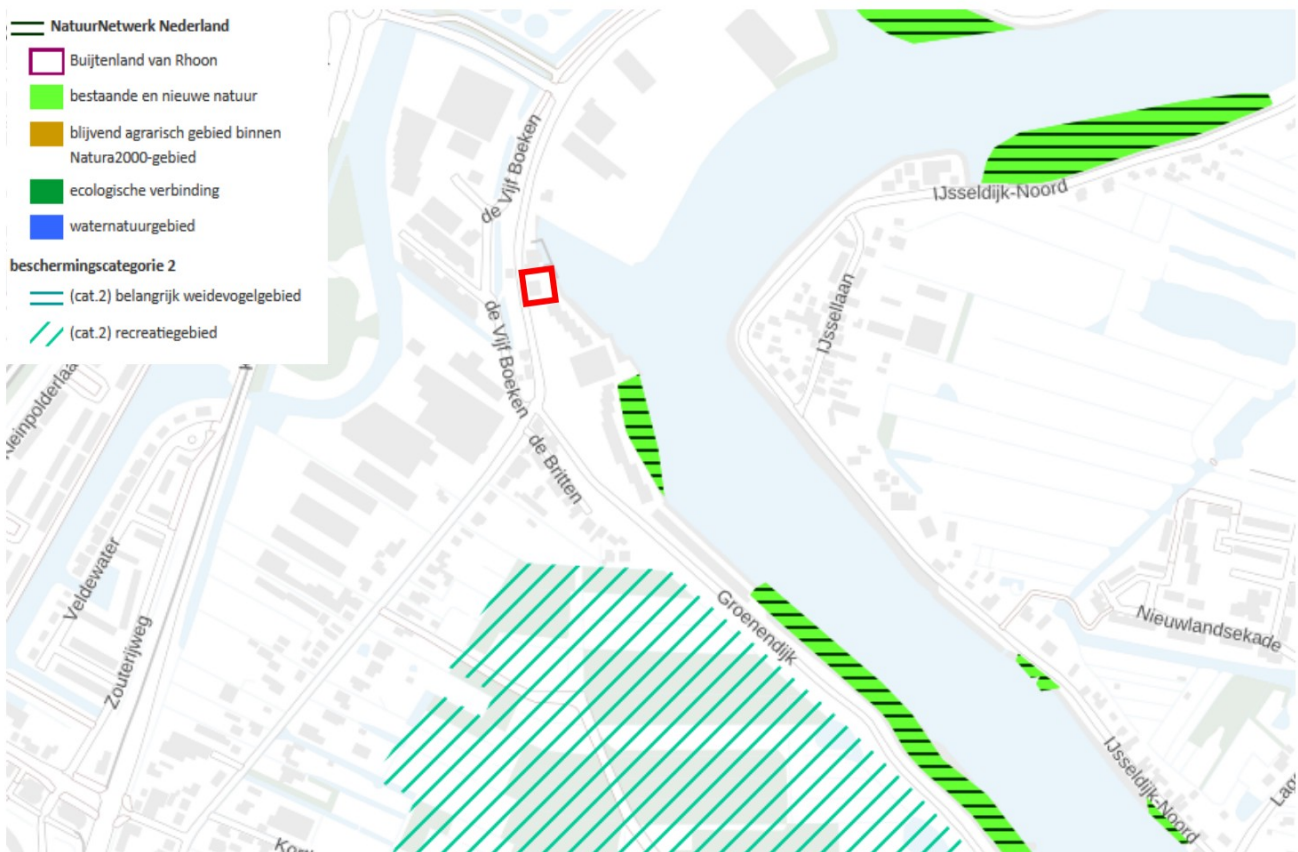 NatuurNetwerk Nederland
Buijtenland van Rhoon
bestaande en nieuwe natuur
blijvend agrarisch gebied binnen
Natura2000-gebied
ecologische verbinding
waternatuurgebied
beschermingscategorie 2
(cat.2) belangrijk weidevogelgebied
(cat.2) recreatiegebied
de Vijf Boeken
IJsseldijk-Noord
IJssellaan
de Vijf Boeken
de Britten
Veldewater
Zouterijweg
Groenendijk
Nieuwlandsekade
IJsseldijk-Noord